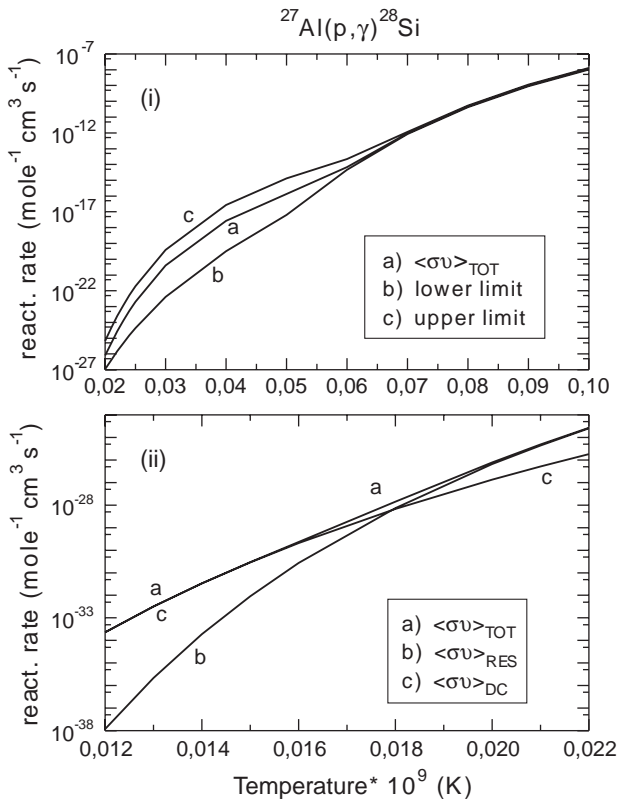 ²⁷Al(p,γ)²⁸Si
react. rate (mole⁻¹ cm³ s⁻¹)
10⁻⁷
10⁻¹²
10⁻¹⁷
10⁻²²
10⁻²⁷
(i)
c
a
b
a) <συ>TOT
b) lower limit
c) upper limit
0,02 0,03 0,04 0,05 0,06 0,07 0,08 0,09 0,10
react. rate (mole⁻¹ cm³ s⁻¹)
10⁻²⁸
10⁻³³
10⁻³⁸
(ii)
a
c
a
c
b
a) <συ>TOT
b) <συ>RES
c) <συ>DC
0,012 0,014 0,016 0,018 0,020 0,022
Temperature* 10⁹ (K)